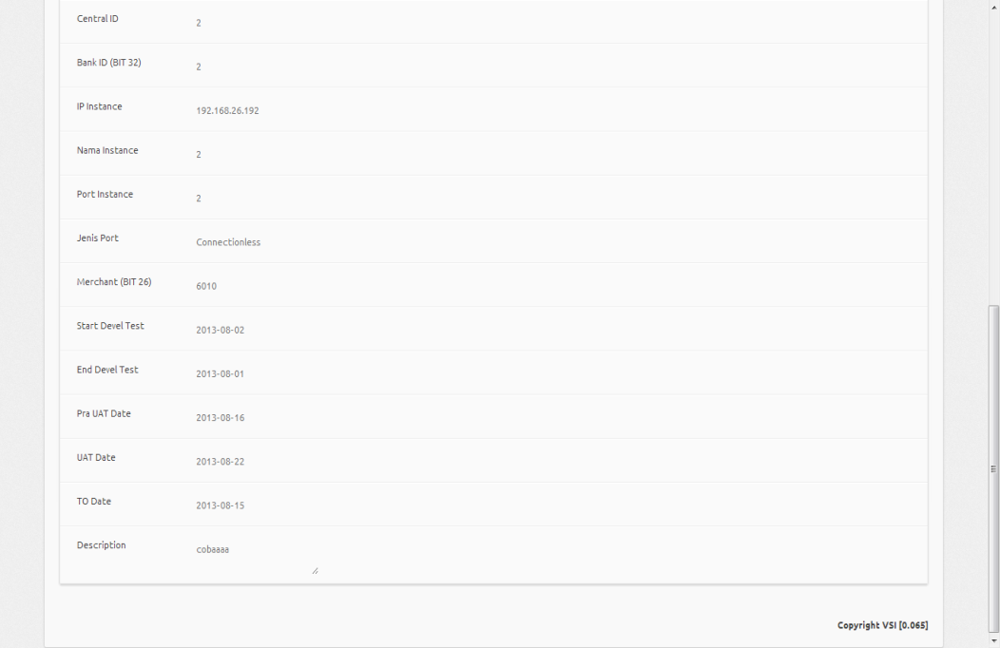 Central ID
2
Bank ID (BIT 32)
2
IP Instance
192.168.26.192
Nama Instance
2
Port Instance
2
Jenis Port
Connectionless
Merchant (BIT 26)
6010
Start Devel Test
2013-08-02
End Devel Test
2013-08-01
Pra UAT Date
2013-08-16
UAT Date
2013-08-22
TO Date
2013-08-15
Description
cobaaaa
Copyright VSI [0.065]